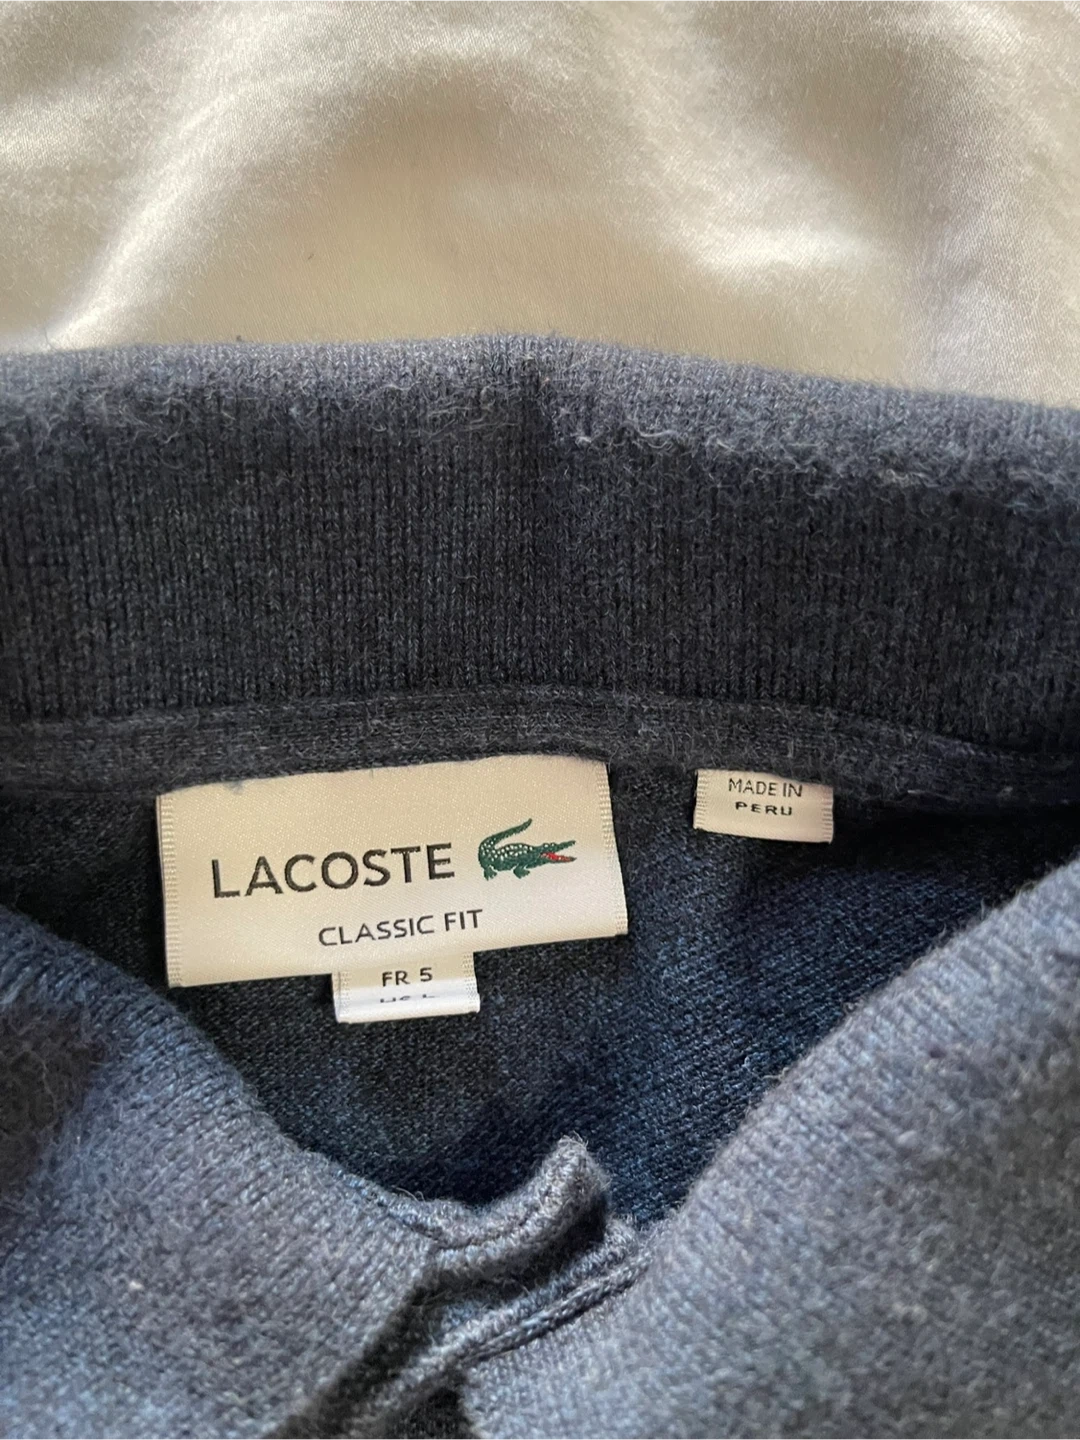 LACOSTE
CLASSIC FIT
FR 5
MADE IN
PERU